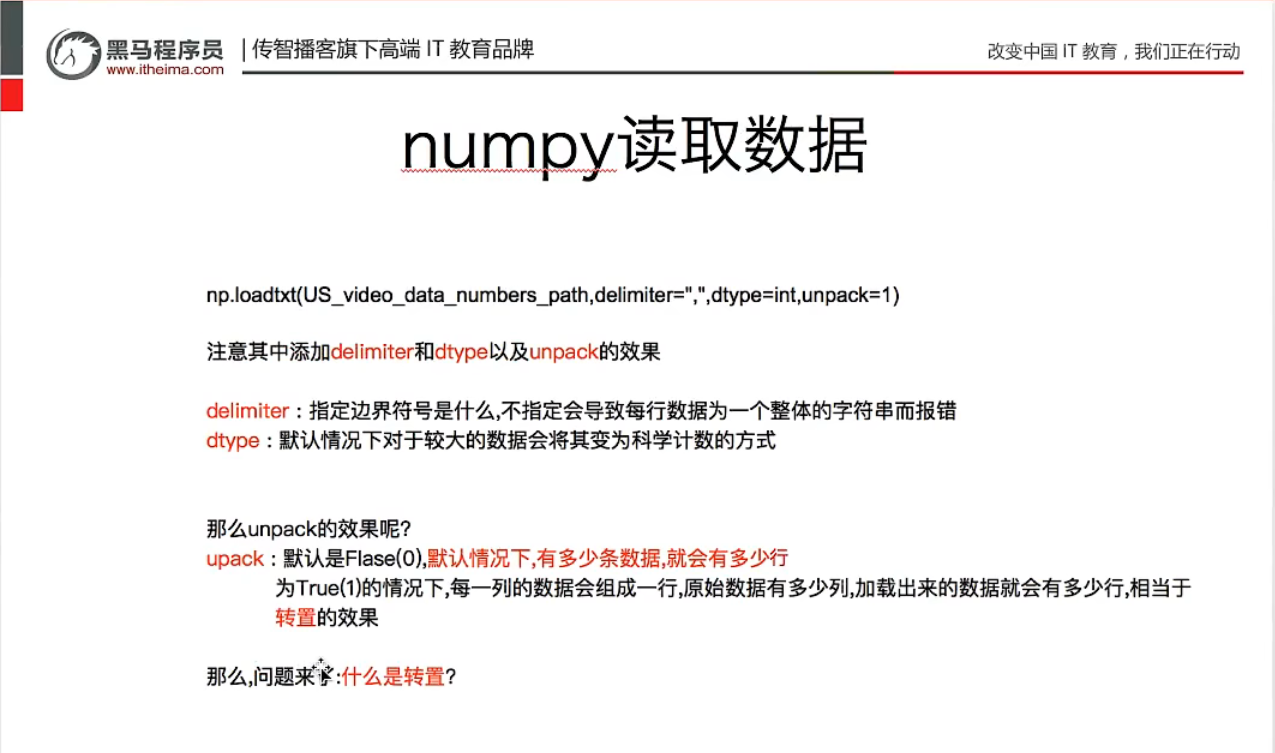 黑马程序员
www.itheima.com
传智播客旗下高端 IT 教育品牌
改变中国 IT 教育，我们正在行动
numpy读取数据
np.loadtxt(US_video_data_numbers_path,delimiter=",",dtype=int,unpack=1)
注意其中添加delimiter和dtype以及unpack的效果
delimiter：指定边界符号是什么,不指定会导致每行数据为一个整体的字符串而报错
dtype：默认情况下对于较大的数据会将其变为科学计数的方式
那么unpack的效果呢?
upack：默认是Flase(0),默认情况下,有多少条数据,就会有多少行
为True(1)的情况下,每一列的数据会组成一行,原始数据有多少列,加载出来的数据就会有多少行,相当于
转置的效果
那么,问题来:什么是转置?